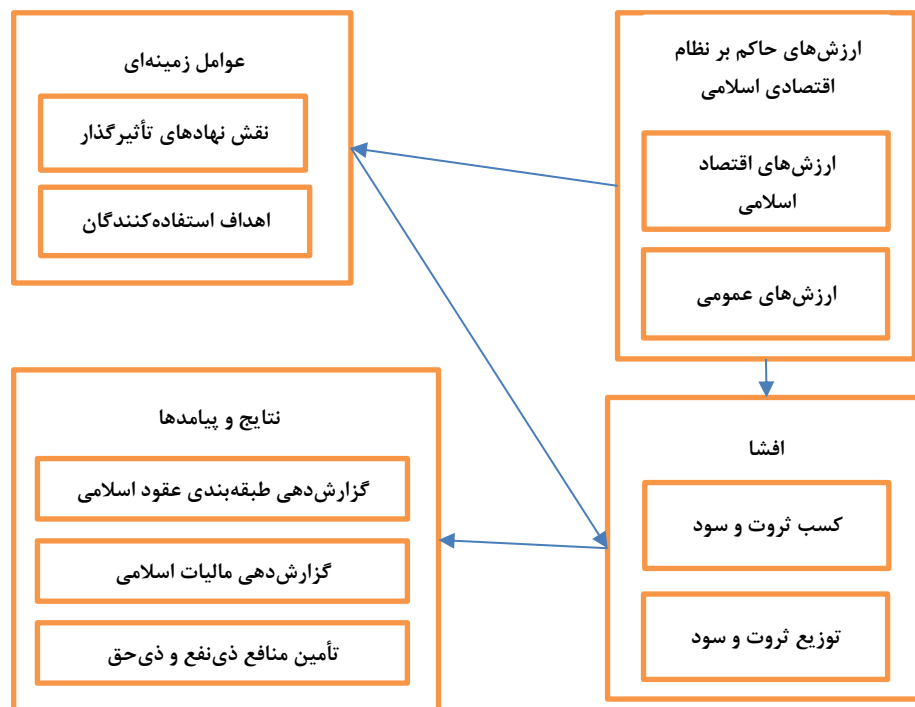 ارزش‌های حاکم بر نظام
اقتصادی اسلامی
ارزش‌های اقتصاد
اسلامی
ارزش‌های عمومی
عوامل زمینه‌ای
نقش نهادهای تأثیرگذار
اهداف استفاده‌کنندگان
افشا
کسب ثروت و سود
توزیع ثروت و سود
نتایج و پیامدها
گزارش‌دهی طبقه‌بندی عقود اسلامی
گزارش‌دهی مالیات اسلامی
تأمین منافع ذی‌نفع و ذی‌حق